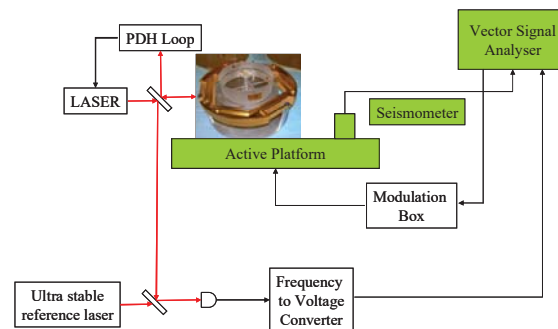 PDH Loop
Vector Signal
Analyser
LASER
Seismometer
Active Platform
Modulation
Box
Ultra stable
reference laser
Frequency
to Voltage
Converter